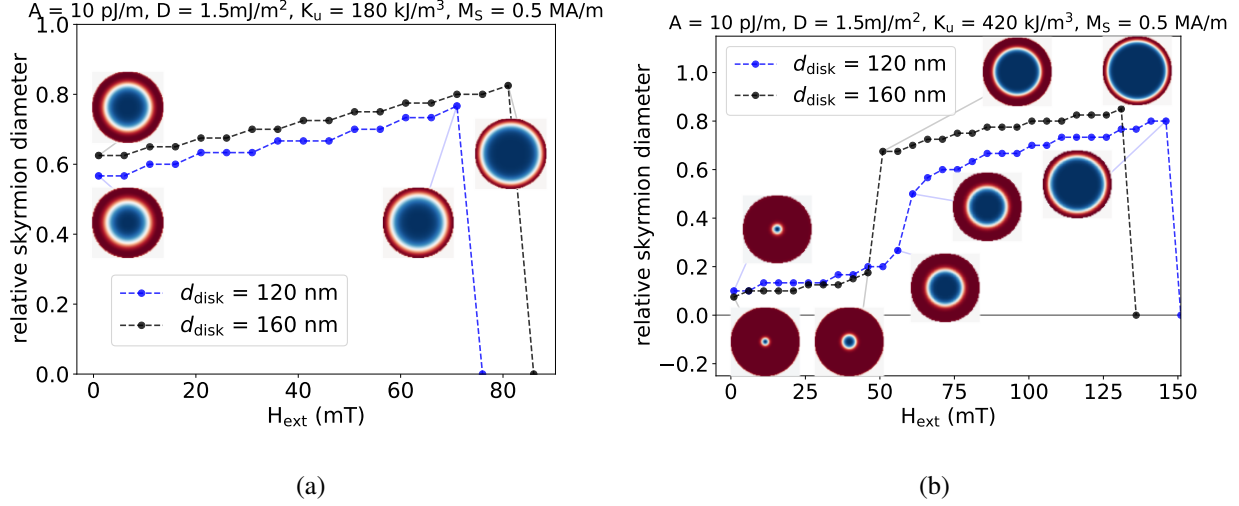 A = 10 pJ/m, D = 1.5mJ/m², Kᵤ = 180 kJ/m³, M_S = 0.5 MA/m
relative skyrmion diameter
1.0
0.8
0.6
0.4
0.2
0.0
d_disk = 120 nm
d_disk = 160 nm
0 20 40 60 80
H_ext (mT)
(a)
A = 10 pJ/m, D = 1.5mJ/m², Kᵤ = 420 kJ/m³, M_S = 0.5 MA/m
relative skyrmion diameter
d_disk = 120 nm
d_disk = 160 nm
1.0
0.8
0.6
0.4
0.2
0.0
−0.2
0 25 50 75 100 125 150
H_ext (mT)
(b)